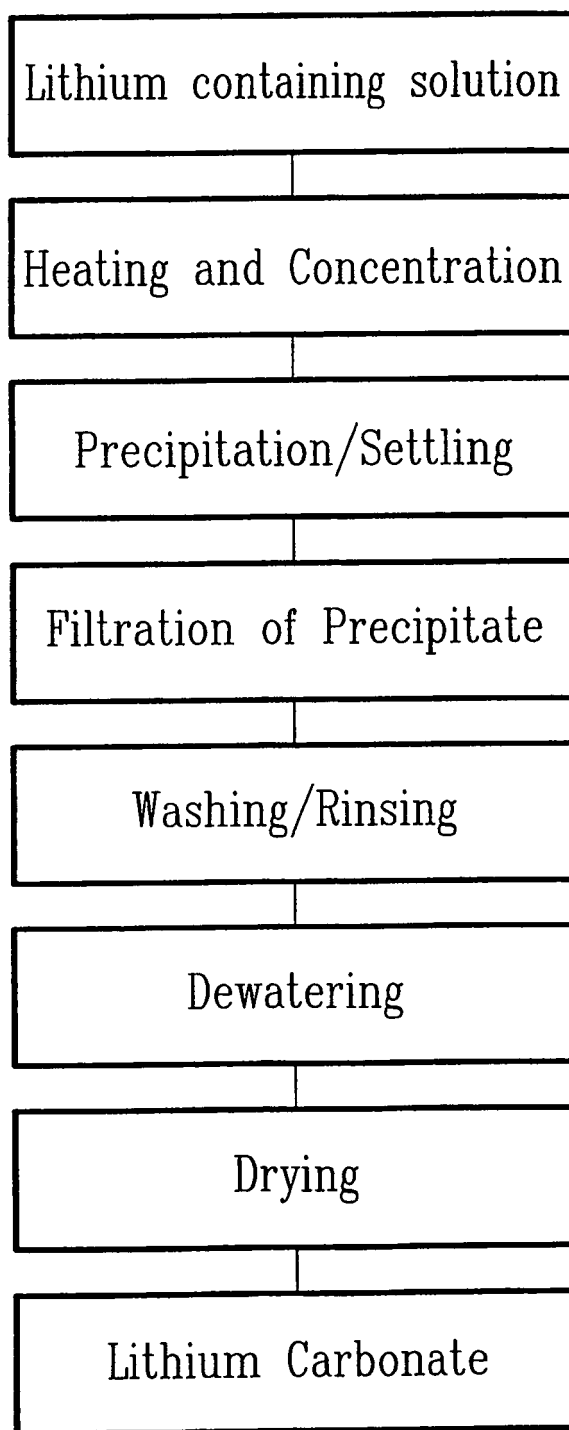 Lithium containing solution
Heating and Concentration
Precipitation/Settling
Filtration of Precipitate
Washing/Rinsing
Dewatering
Drying
Lithium Carbonate